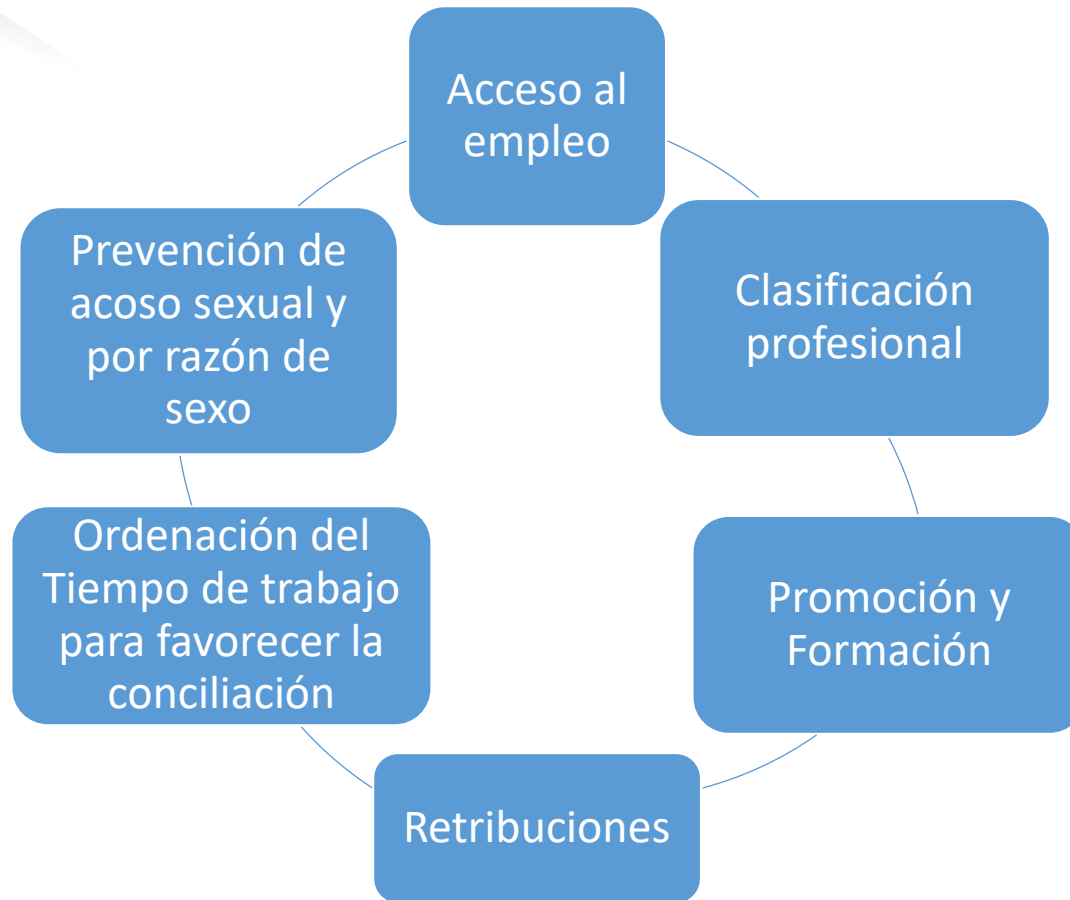 Acceso al
empleo
Clasificación
profesional
Promoción y
Formación
Retribuciones
Ordenación del
Tiempo de trabajo
para favorecer la
conciliación
Prevención de
acoso sexual y
por razón de
sexo